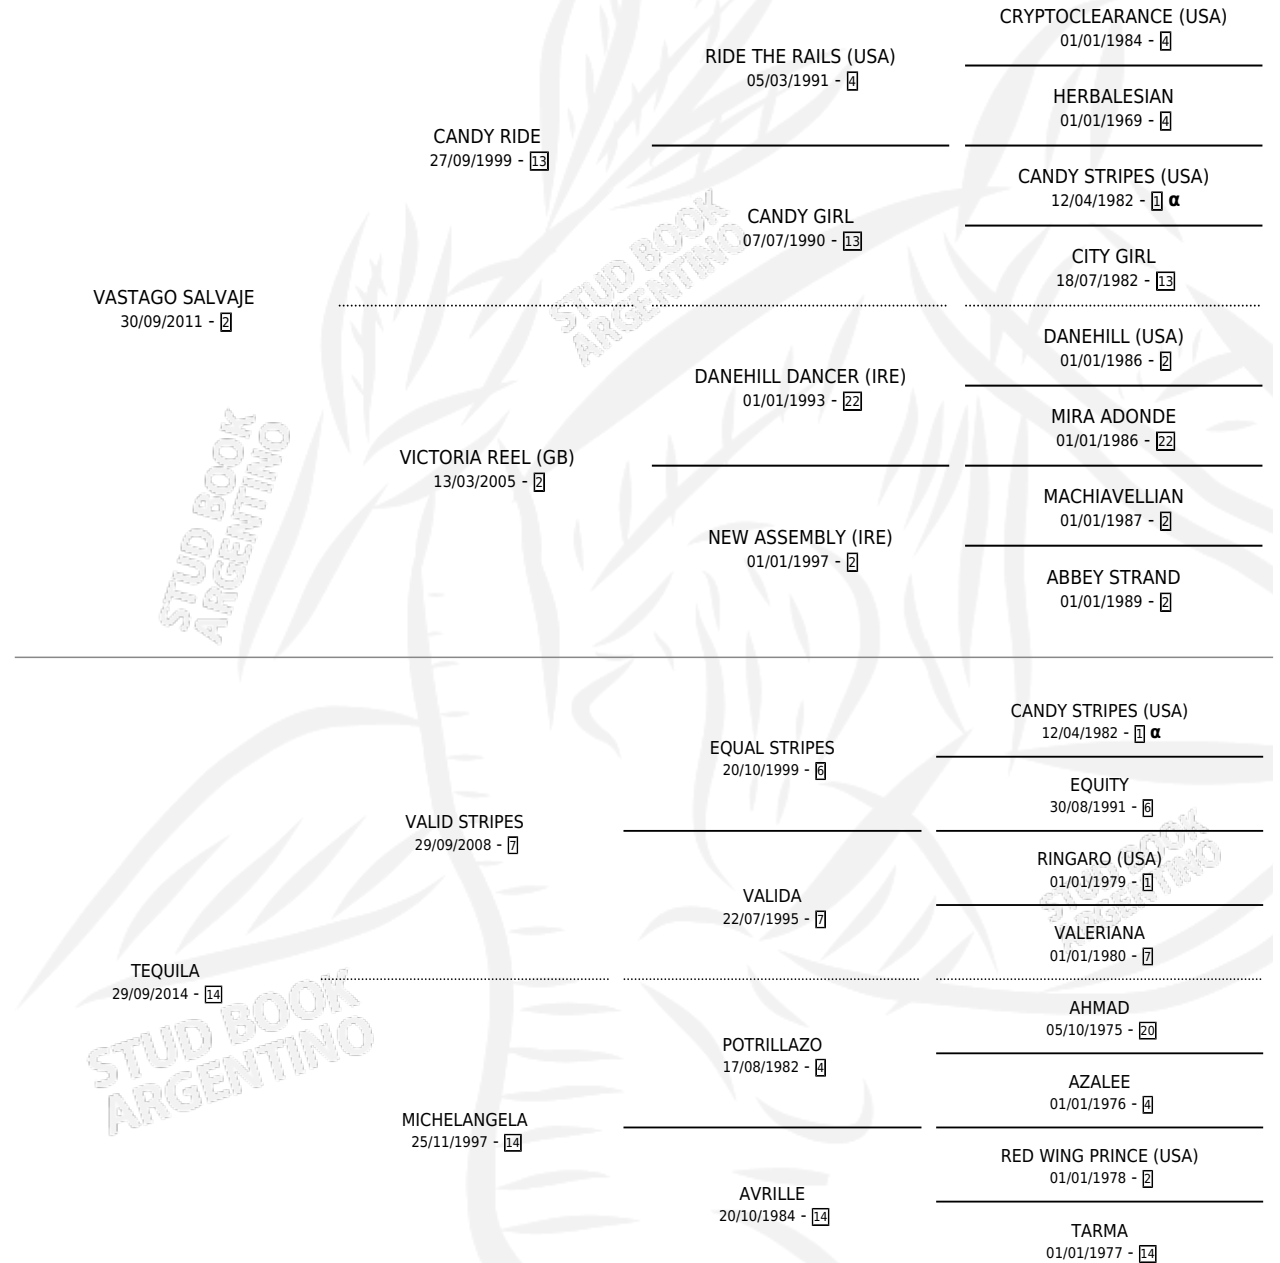 CRYPTOCLEARANCE (USA)
01/01/1984 - 4
RIDE THE RAILS (USA)
05/03/1991 - 4
HERBALESIAN
01/01/1969 - 4
CANDY RIDE
27/09/1999 - 13
CANDY STRIPES (USA)
12/04/1982 - 1 α
CANDY GIRL
07/07/1990 - 13
CITY GIRL
18/07/1982 - 13
VASTAGO SALVAJE
30/09/2011 - 2
DANEHILL (USA)
01/01/1986 - 2
DANEHILL DANCER (IRE)
01/01/1993 - 22
MIRA ADONDE
01/01/1986 - 22
VICTORIA REEL (GB)
13/03/2005 - 2
MACHIAVELLIAN
01/01/1987 - 2
NEW ASSEMBLY (IRE)
01/01/1997 - 2
ABBEY STRAND
01/01/1989 - 2
STUD BOOK
ARGENTINO
STUD BOOK
ARGENTINO
CANDY STRIPES (USA)
12/04/1982 - 1 α
EQUAL STRIPES
20/10/1999 - 6
EQUITY
30/08/1991 - 6
VALID STRIPES
29/09/2008 - 7
RINGARO (USA)
01/01/1979 - 1
VALIDA
22/07/1995 - 7
VALERIANA
01/01/1980 - 7
TEQUILA
29/09/2014 - 14
AHMAD
05/10/1975 - 20
POTRILLAZO
17/08/1982 - 4
AZALEE
01/01/1976 - 4
MICHELANGELA
25/11/1997 - 14
RED WING PRINCE (USA)
01/01/1978 - 2
AVRILLE
20/10/1984 - 14
TARMA
01/01/1977 - 14
STUD BOOK
ARGENTINO
STUD BOOK
ARGENTINO